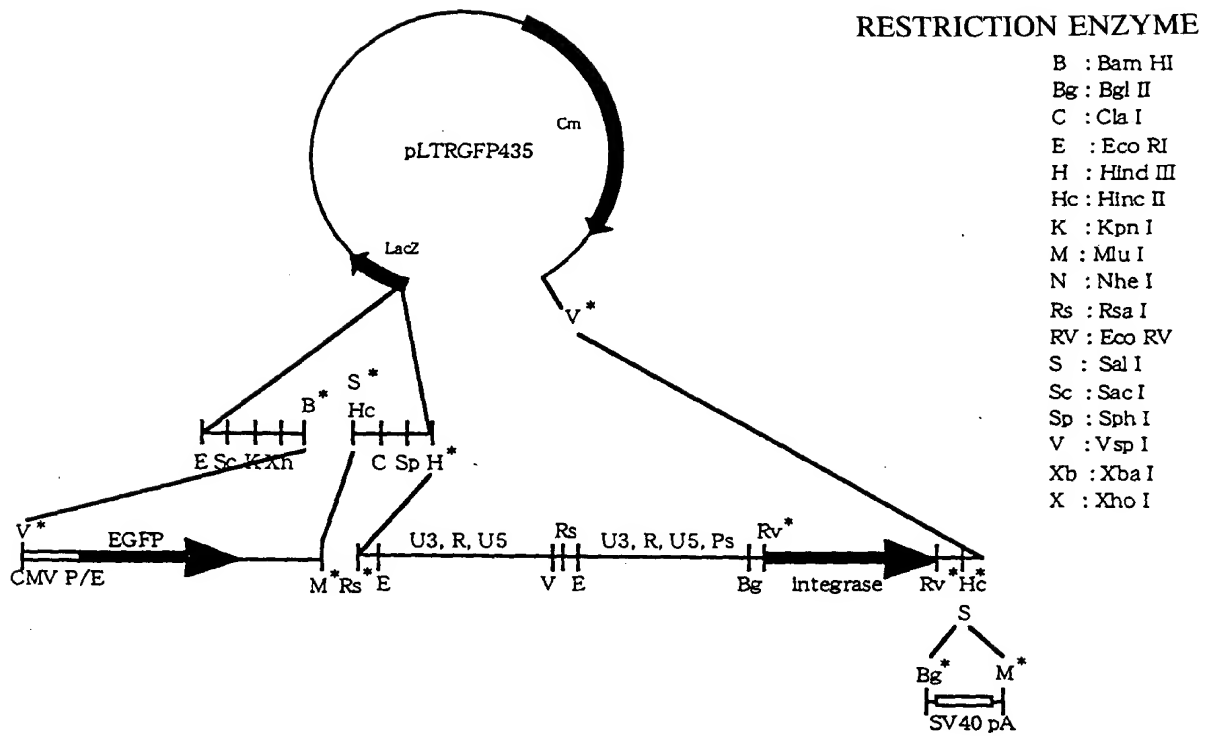 RESTRICTION ENZYME
B : Bam HI
Bg : Bgl II
C : Cla I
E : Eco RI
H : Hind III
Hc : Hinc II
K : Kpn I
M : Mlu I
N : Nhe I
Rs : Rsa I
RV : Eco RV
S : Sal I
Sc : Sac I
Sp : Sph I
V : Vsp I
Xb : Xba I
X : Xho I
Cm
pLTRGFP435
LacZ
V*
S*
B* Hc
E Sc K Xh C Sp H*
V* EGFP U3, R, U5 Rs U3, R, U5, Ps Rv*
CMV P/E M* Rs* E V E Bg integrase Rv* Hc*
S
Bg* M*
SV40 pA